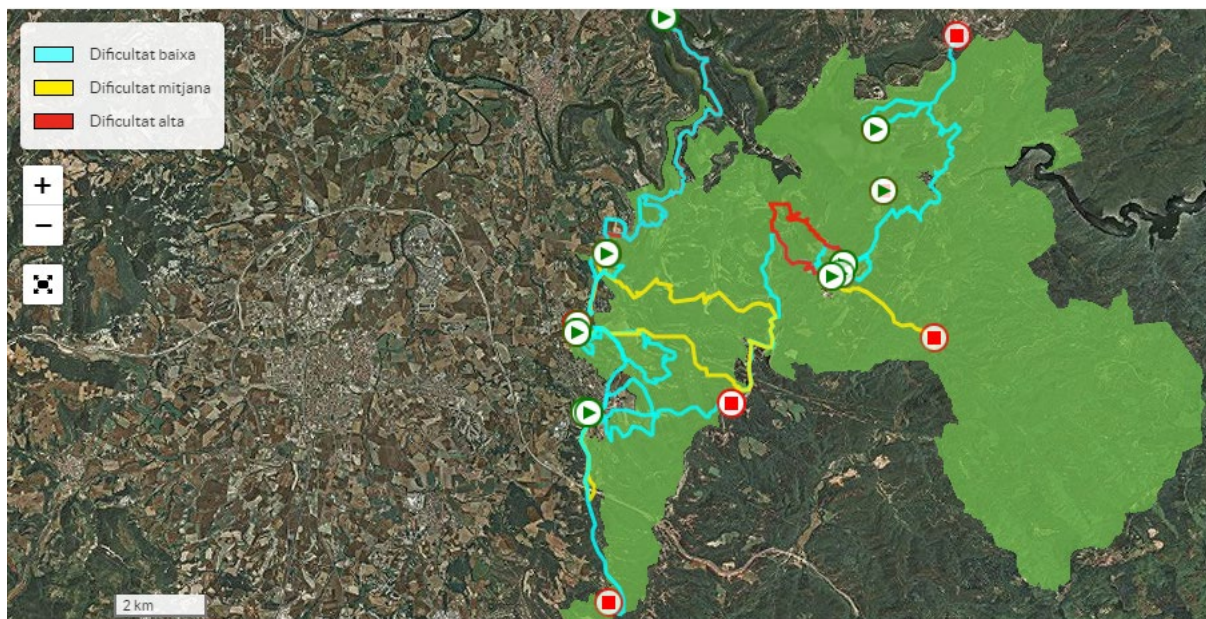 Dificultat baixa
Dificultat mitjana
Dificultat alta
+
−
2 km